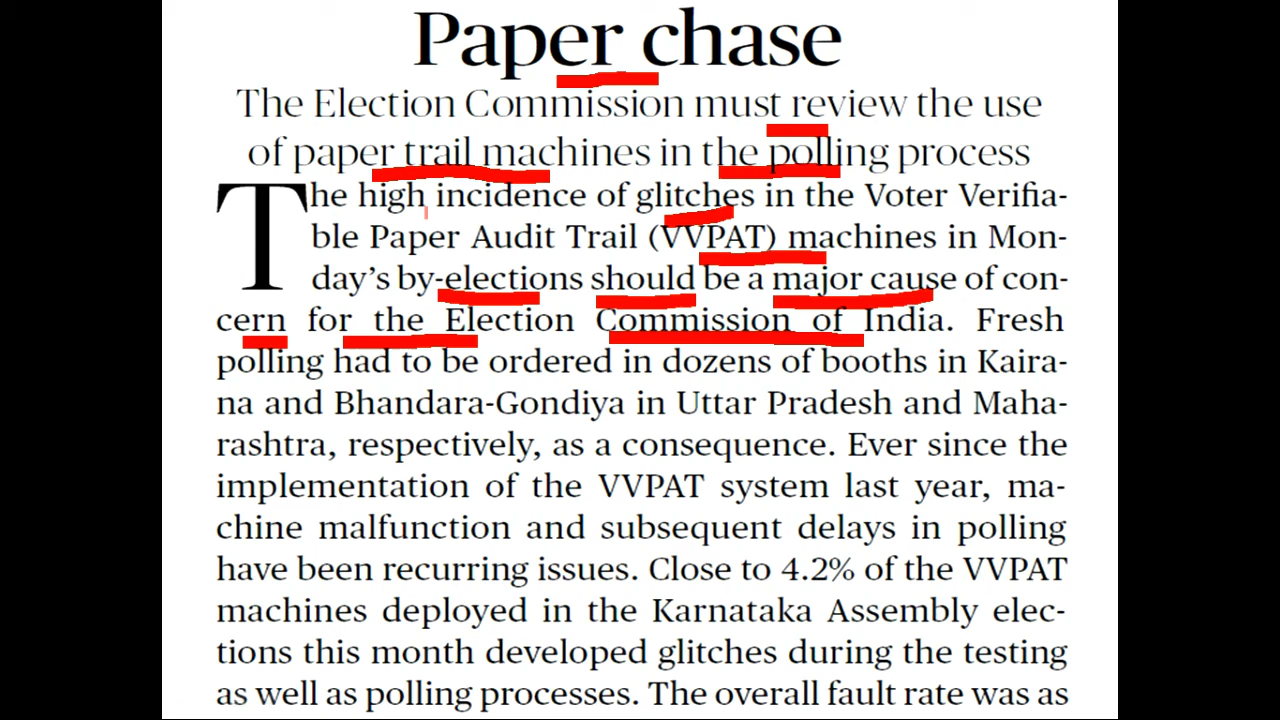 Paper chase
The Election Commission must review the use
of paper trail machines in the polling process
The high incidence of glitches in the Voter Verifia-
ble Paper Audit Trail (VVPAT) machines in Mon-
day's by-elections should be a major cause of con-
cern for the Election Commission of India. Fresh
polling had to be ordered in dozens of booths in Kaira-
na and Bhandara-Gondiya in Uttar Pradesh and Maha-
rashtra, respectively, as a consequence. Ever since the
implementation of the VVPAT system last year, ma-
chine malfunction and subsequent delays in polling
have been recurring issues. Close to 4.2% of the VVPAT
machines deployed in the Karnataka Assembly elec-
tions this month developed glitches during the testing
as well as polling processes. The overall fault rate was as